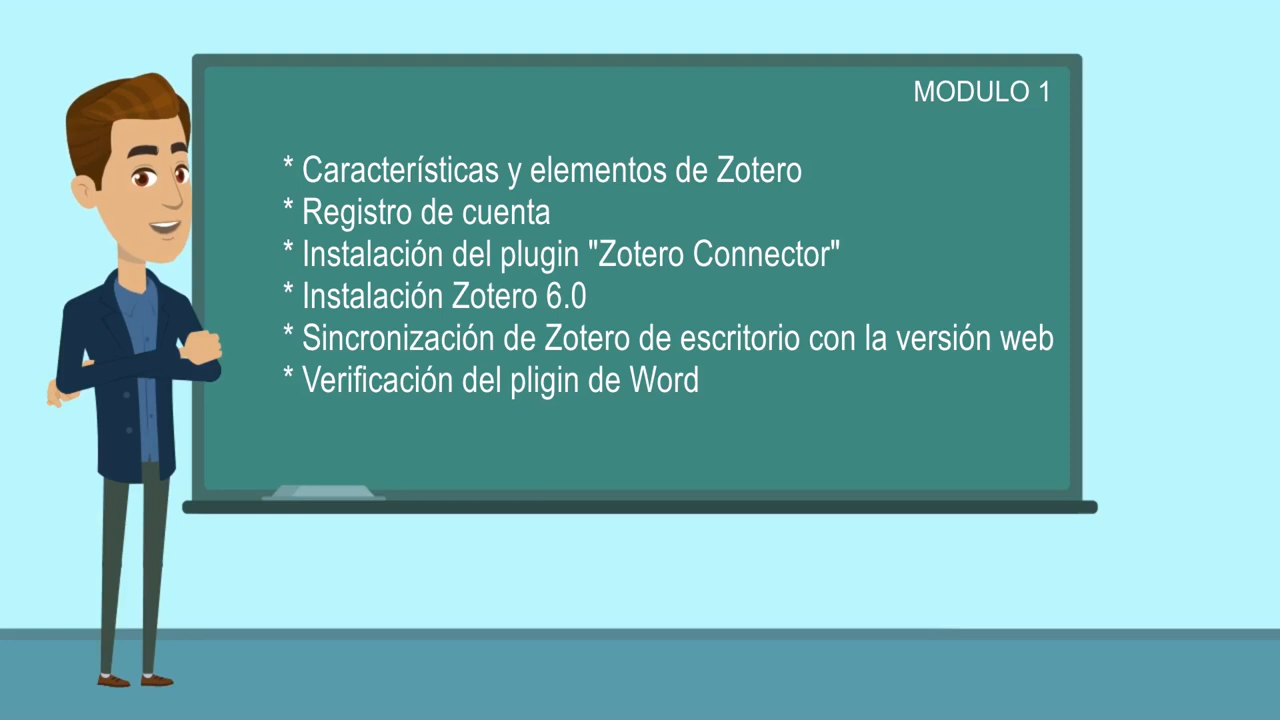 MODULO 1
* Características y elementos de Zotero
* Registro de cuenta
* Instalación del plugin "Zotero Connector"
* Instalación Zotero 6.0
* Sincronización de Zotero de escritorio con la versión web
* Verificación del pligin de Word